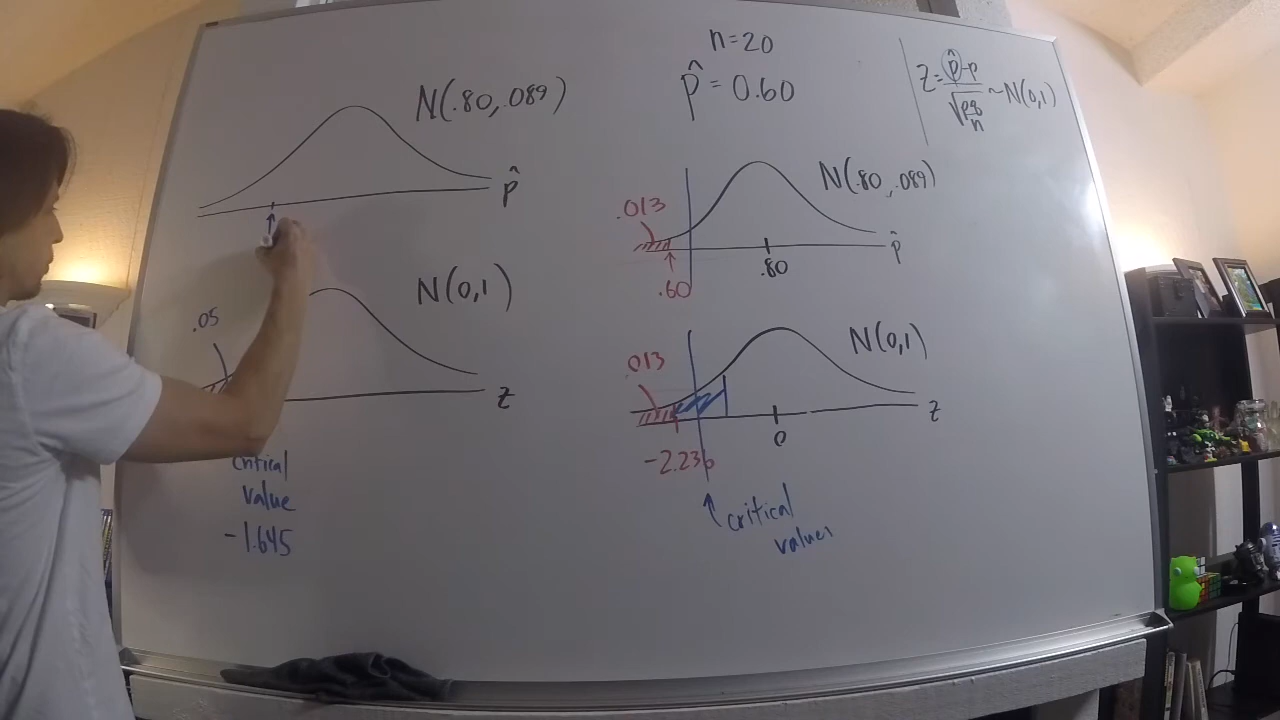 N(.80, .089)
p̂
N(0,1)
.05
z
critical
value
-1.645
n=20
p̂ = 0.60
z = p̂-p / √pq/n ~ N(0,1)
N(.80, .089)
.013
p̂
.80
.60
N(0,1)
.013
z
0
-2.236
critical
values